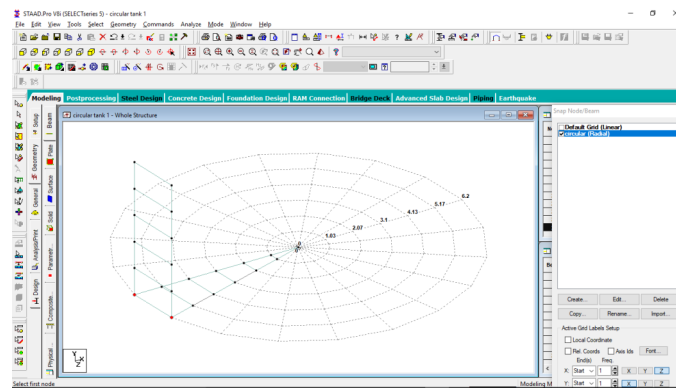 STAAD.Pro V8i (SELECTseries 5) - circular tank 1
File Edit View Tools Select Geometry Commands Analyze Mode Window Help
Modeling Postprocessing Steel Design Concrete Design Foundation Design RAM Connection Bridge Deck Advanced Slab Design Piping Earthquake
Snap Node/Beam
circular tank 1 - Whole Structure
Default Grid (Linear)
circular (Radial)
Setup
Geometry
General
Analysis/Print
Design
Beam
Plate
Surface
Solid
Parametr...
Composite...
Physical...
6.2
5.17
4.13
3.1
2.07
1.03
Create... Edit... Delete
Copy... Rename... Import...
Active Grid Labels Setup
Local Coordinate
Rel. Coords Axis Ids Font...
End(s) Freq.
X: Start 1 X Y Z
Y: Start 1 X Y Z
Y
Z X
Select first node
Modeling M